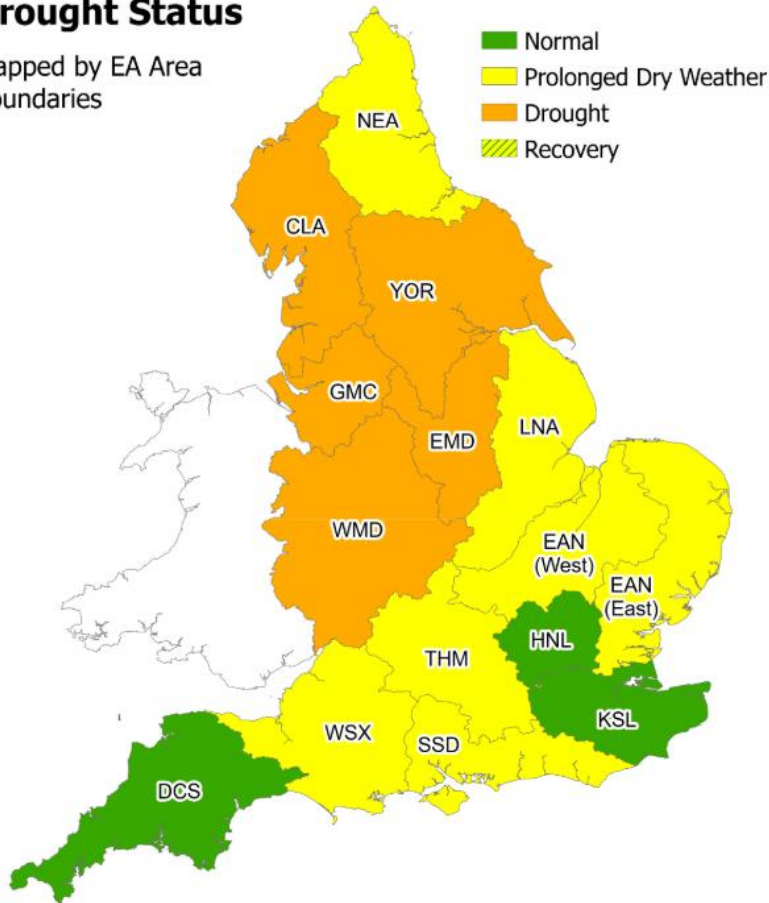 rought Status
apped by EA Area
oundaries
Normal
Prolonged Dry Weather
Drought
Recovery
NEA
CLA
YOR
GMC
EMD
LNA
WMD
EAN
(West)
EAN
(East)
HNL
THM
KSL
WSX
SSD
DCS